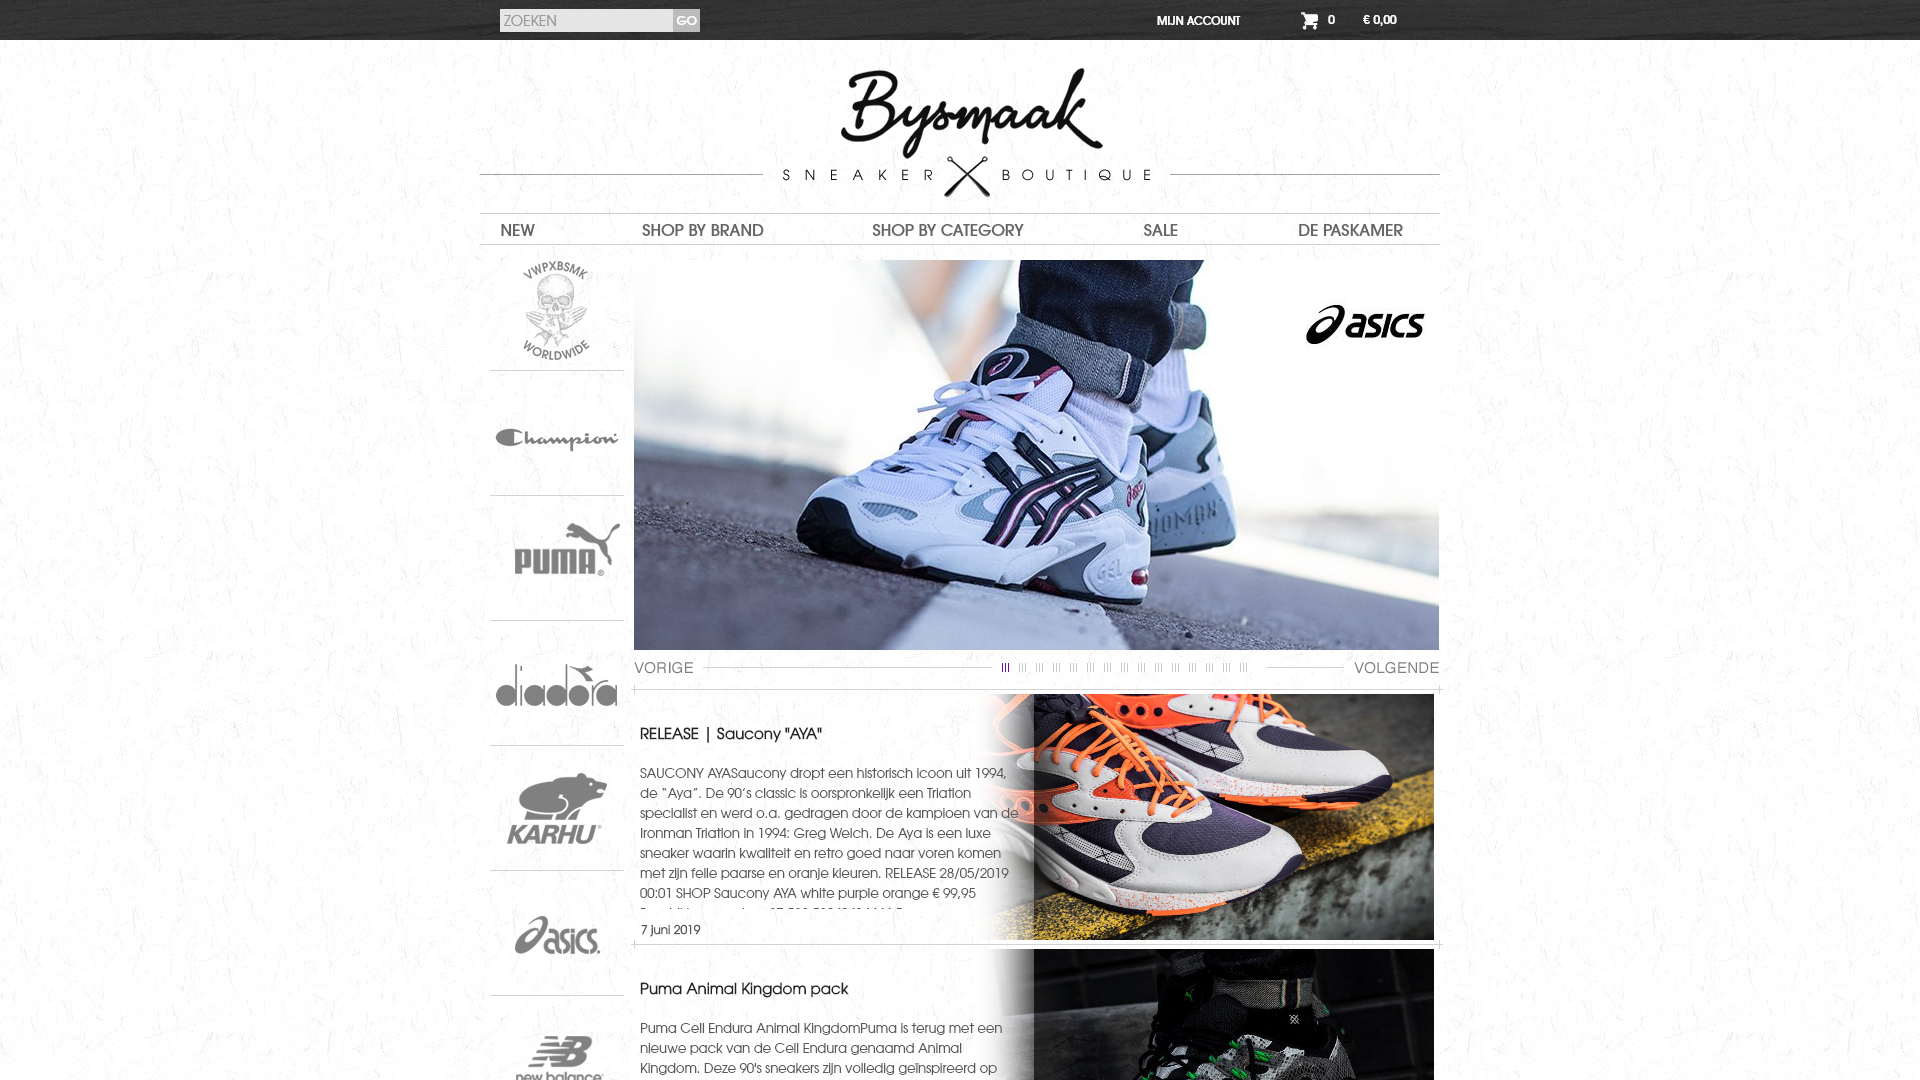 ZOEKEN
GO
MIJN ACCOUNT
0
€ 0,00
Bysmaak
SNEAKER BOUTIQUE
NEW
SHOP BY BRAND
SHOP BY CATEGORY
SALE
DE PASKAMER
VWPXBSMK
WORLDWIDE
Champion
PUMA®
diadora
KARHU®
asics.
new balance
asics
asics
GEL
VORIGE
VOLGENDE
RELEASE | Saucony "AYA"
SAUCONY AYASaucony dropt een historisch icoon uit 1994,
de “Aya”. De 90’s classic is oorspronkelijk een Triatlon
specialist en werd o.a. gedragen door de kampioen van de
Ironman Triatlon in 1994: Greg Welch. De Aya is een luxe
sneaker waarin kwaliteit en retro goed naar voren komen
met zijn felle paarse en oranje kleuren. RELEASE 28/05/2019
00:01 SHOP Saucony AYA white purple orange € 99,95
7 juni 2019
Puma Animal Kingdom pack
Puma Cell Endura Animal KingdomPuma is terug met een
nieuwe pack van de Cell Endura genaamd Animal
Kingdom. Deze 90's sneakers zijn volledig geïnspireerd op